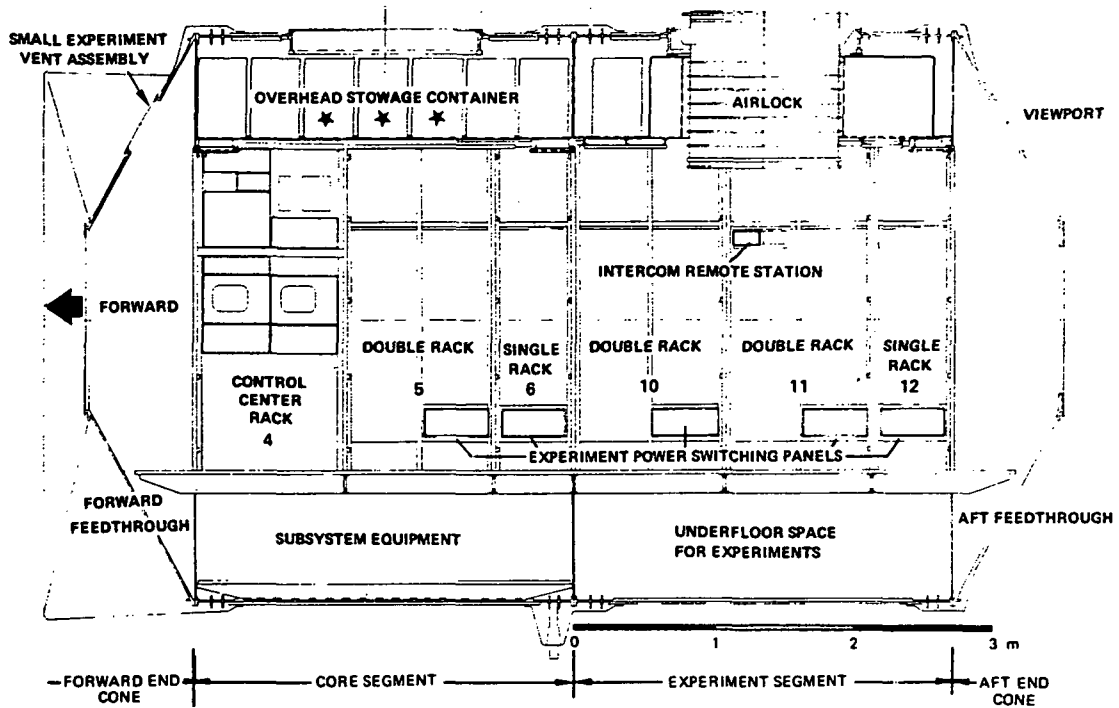 SMALL EXPERIMENT
VENT ASSEMBLY
OVERHEAD STOWAGE CONTAINER
AIRLOCK
VIEWPORT
INTERCOM REMOTE STATION
FORWARD
DOUBLE RACK
5
SINGLE
RACK
6
DOUBLE RACK
10
DOUBLE RACK
11
SINGLE
RACK
12
CONTROL
CENTER
RACK
4
EXPERIMENT POWER SWITCHING PANELS
FORWARD
FEEDTHROUGH
SUBSYSTEM EQUIPMENT
UNDERFLOOR SPACE
FOR EXPERIMENTS
AFT FEEDTHROUGH
0 1 2 3 m
FORWARD END
CONE
CORE SEGMENT
EXPERIMENT SEGMENT
AFT END
CONE